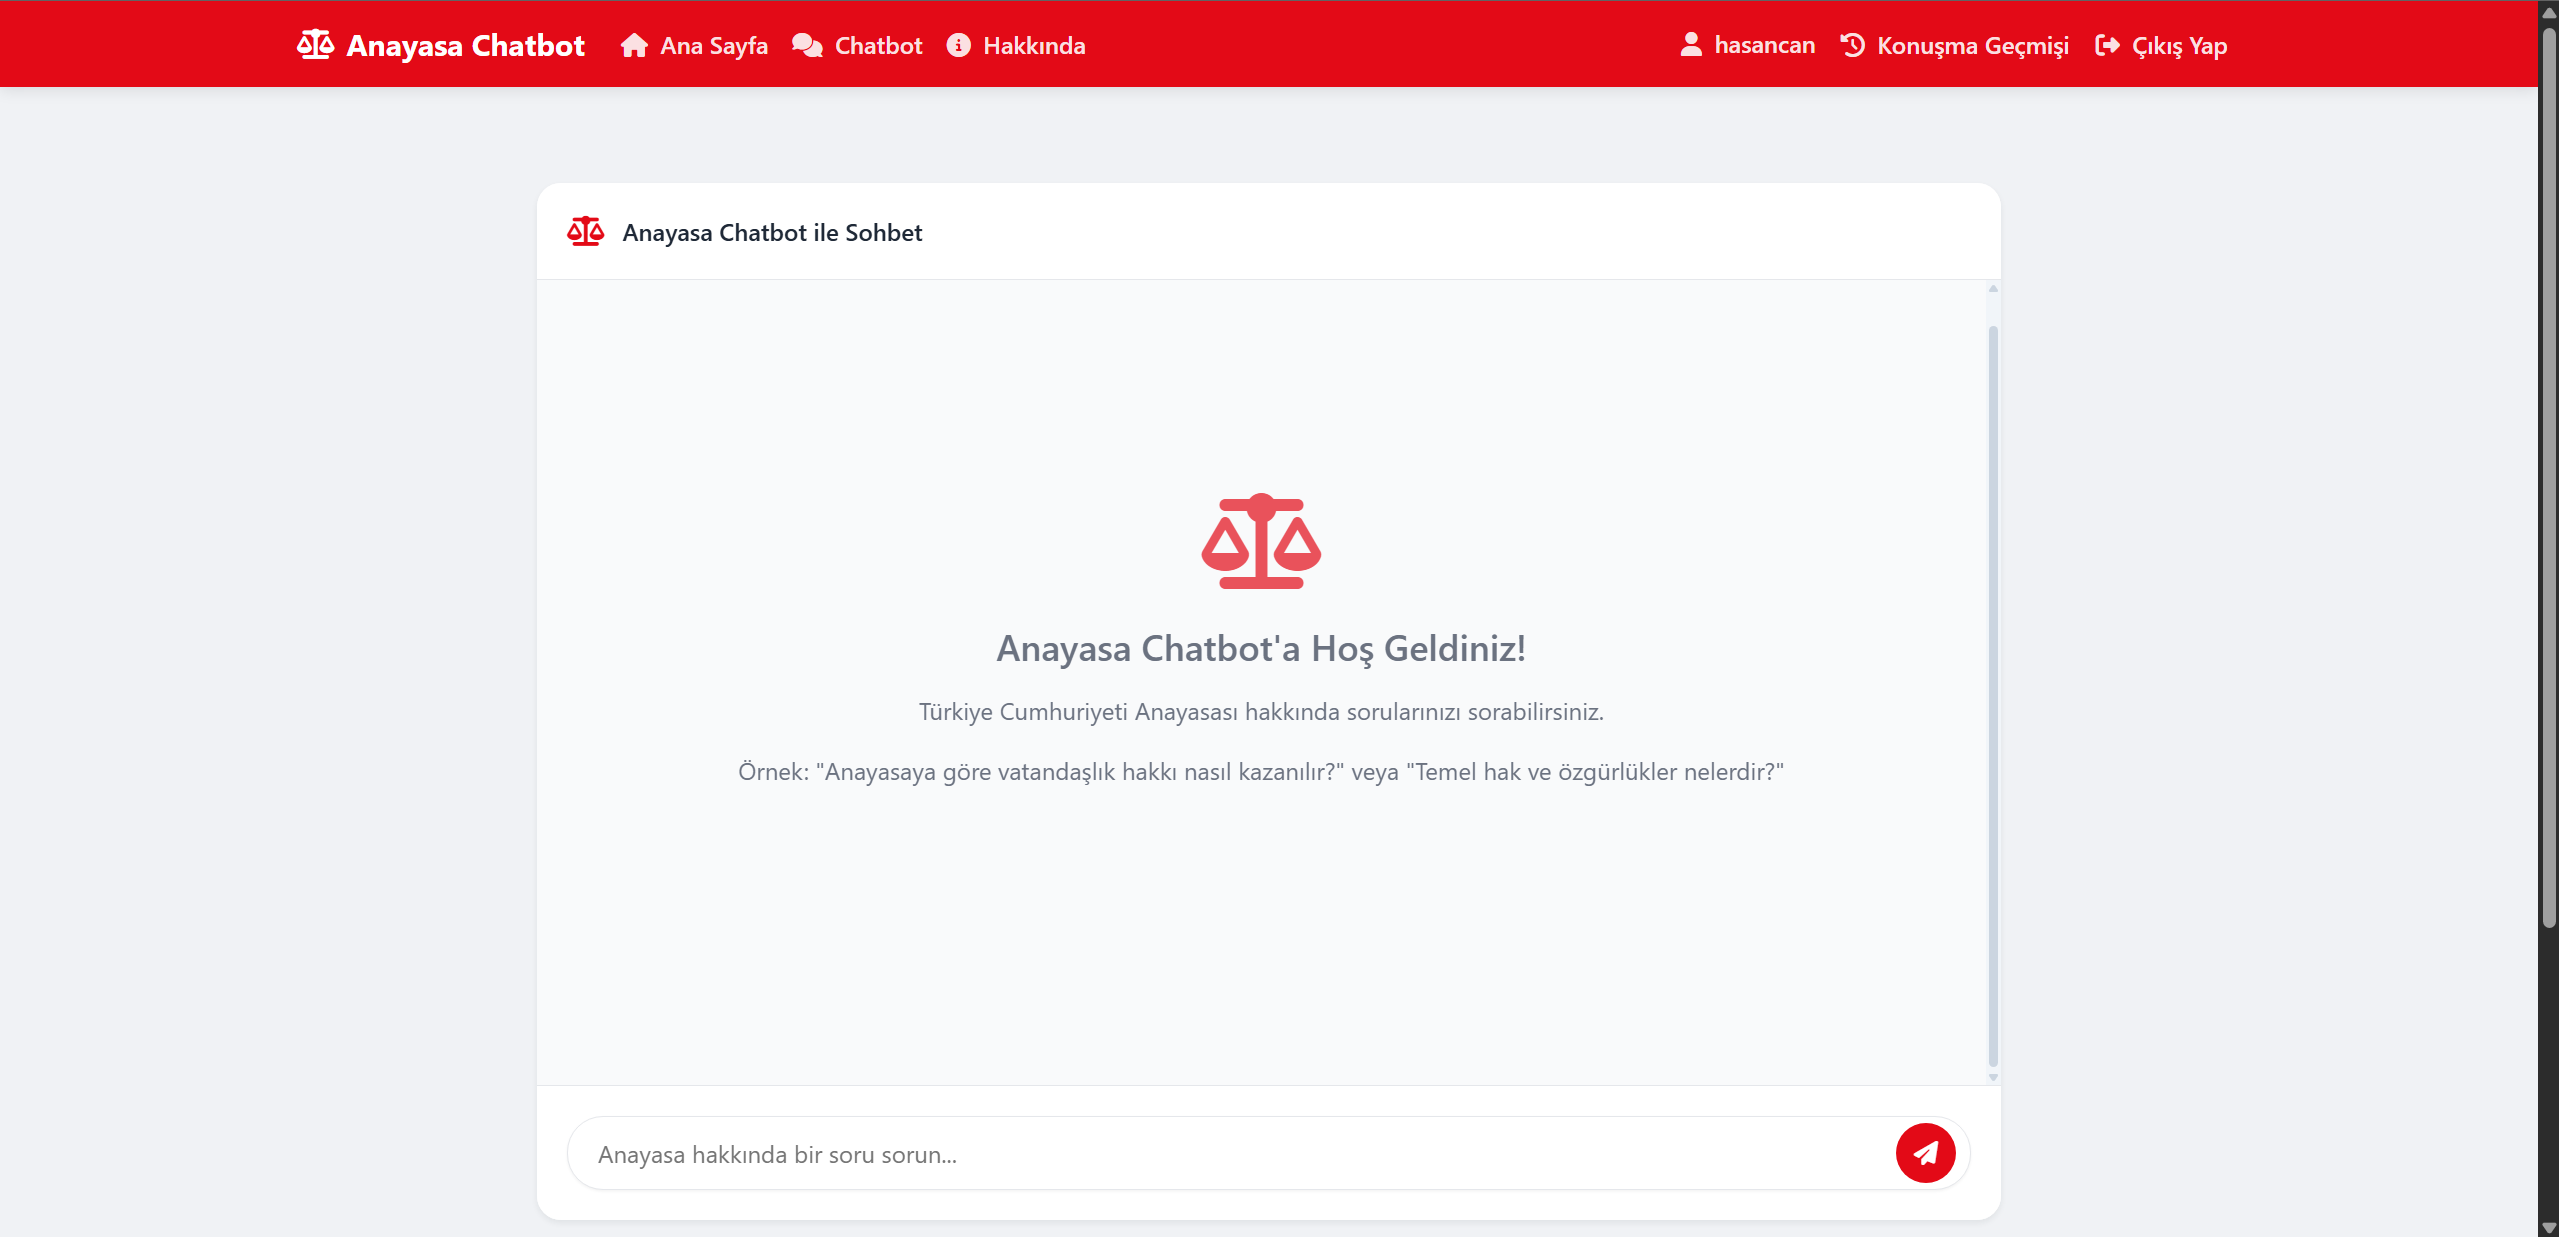 Anayasa Chatbot Ana Sayfa Chatbot Hakkında hasancan Konuşma Geçmişi Çıkış Yap
Anayasa Chatbot ile Sohbet
Anayasa Chatbot'a Hoş Geldiniz!
Türkiye Cumhuriyeti Anayasası hakkında sorularınızı sorabilirsiniz.
Örnek: "Anayasaya göre vatandaşlık hakkı nasıl kazanılır?" veya "Temel hak ve özgürlükler nelerdir?"
Anayasa hakkında bir soru sorun...